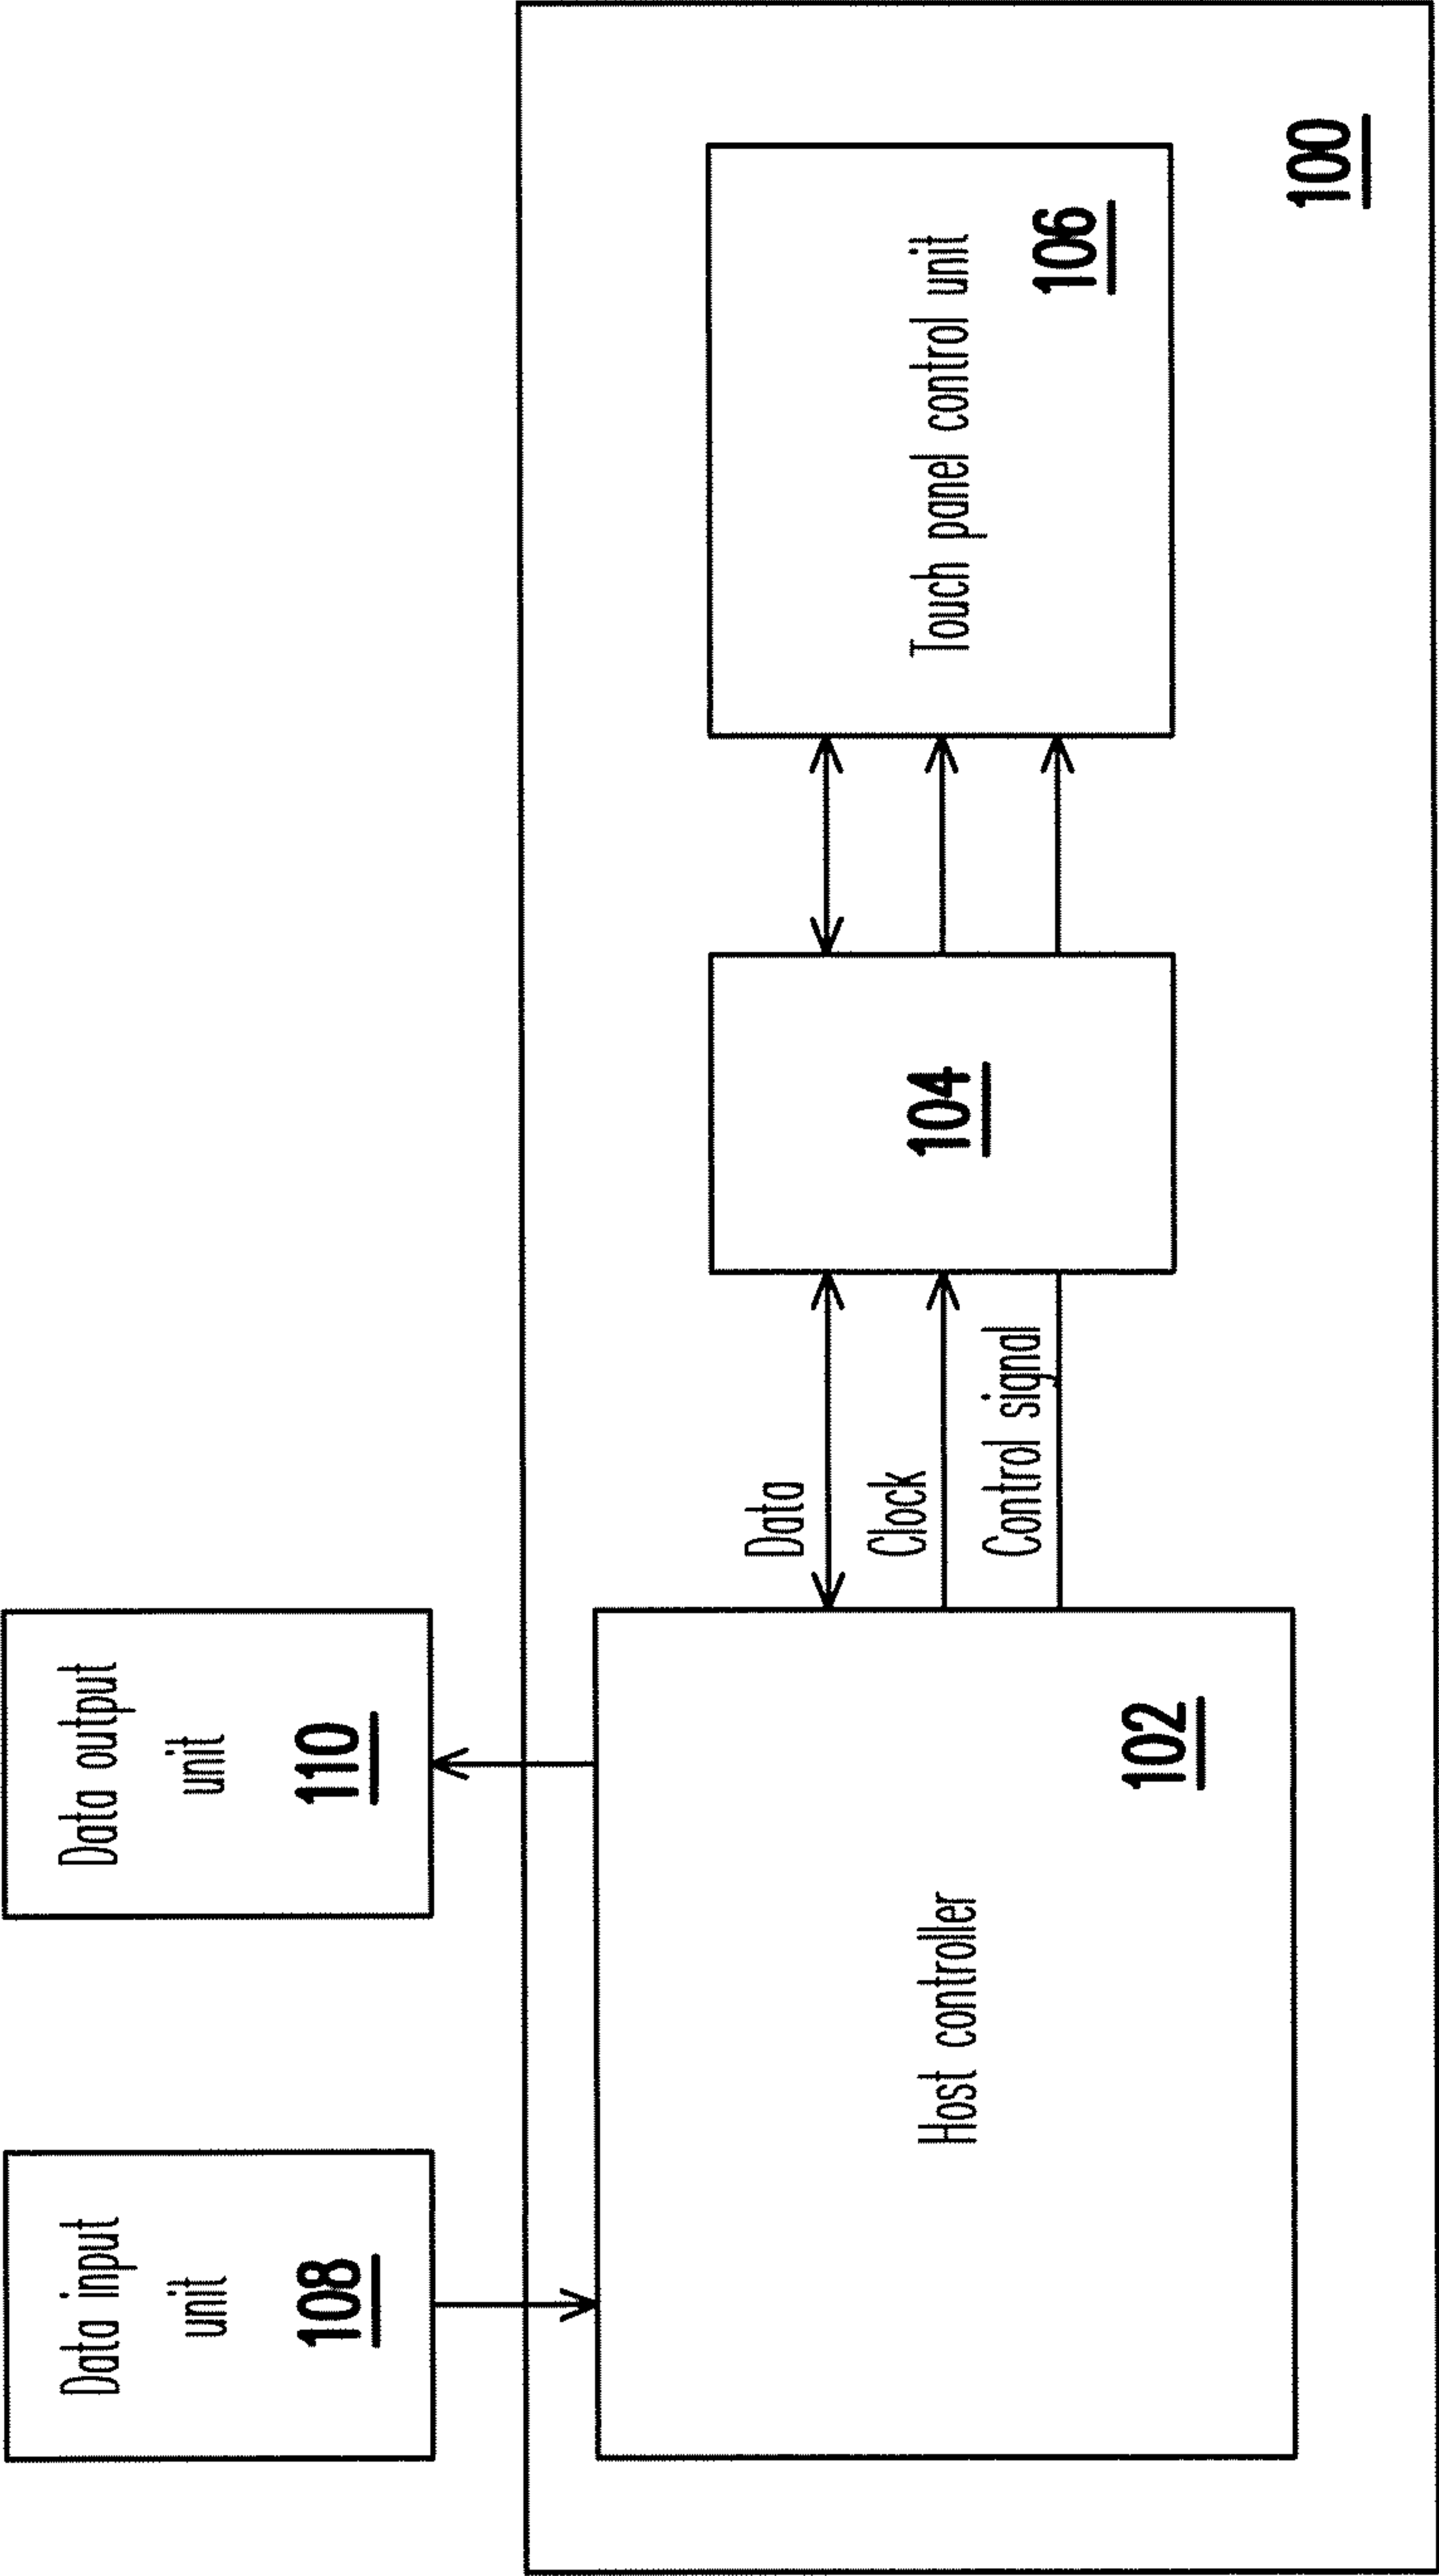 Data input
unit
108
Data output
unit
110
Host controller
102
Data
Clock
Control signal
104
Touch panel control unit
106
100